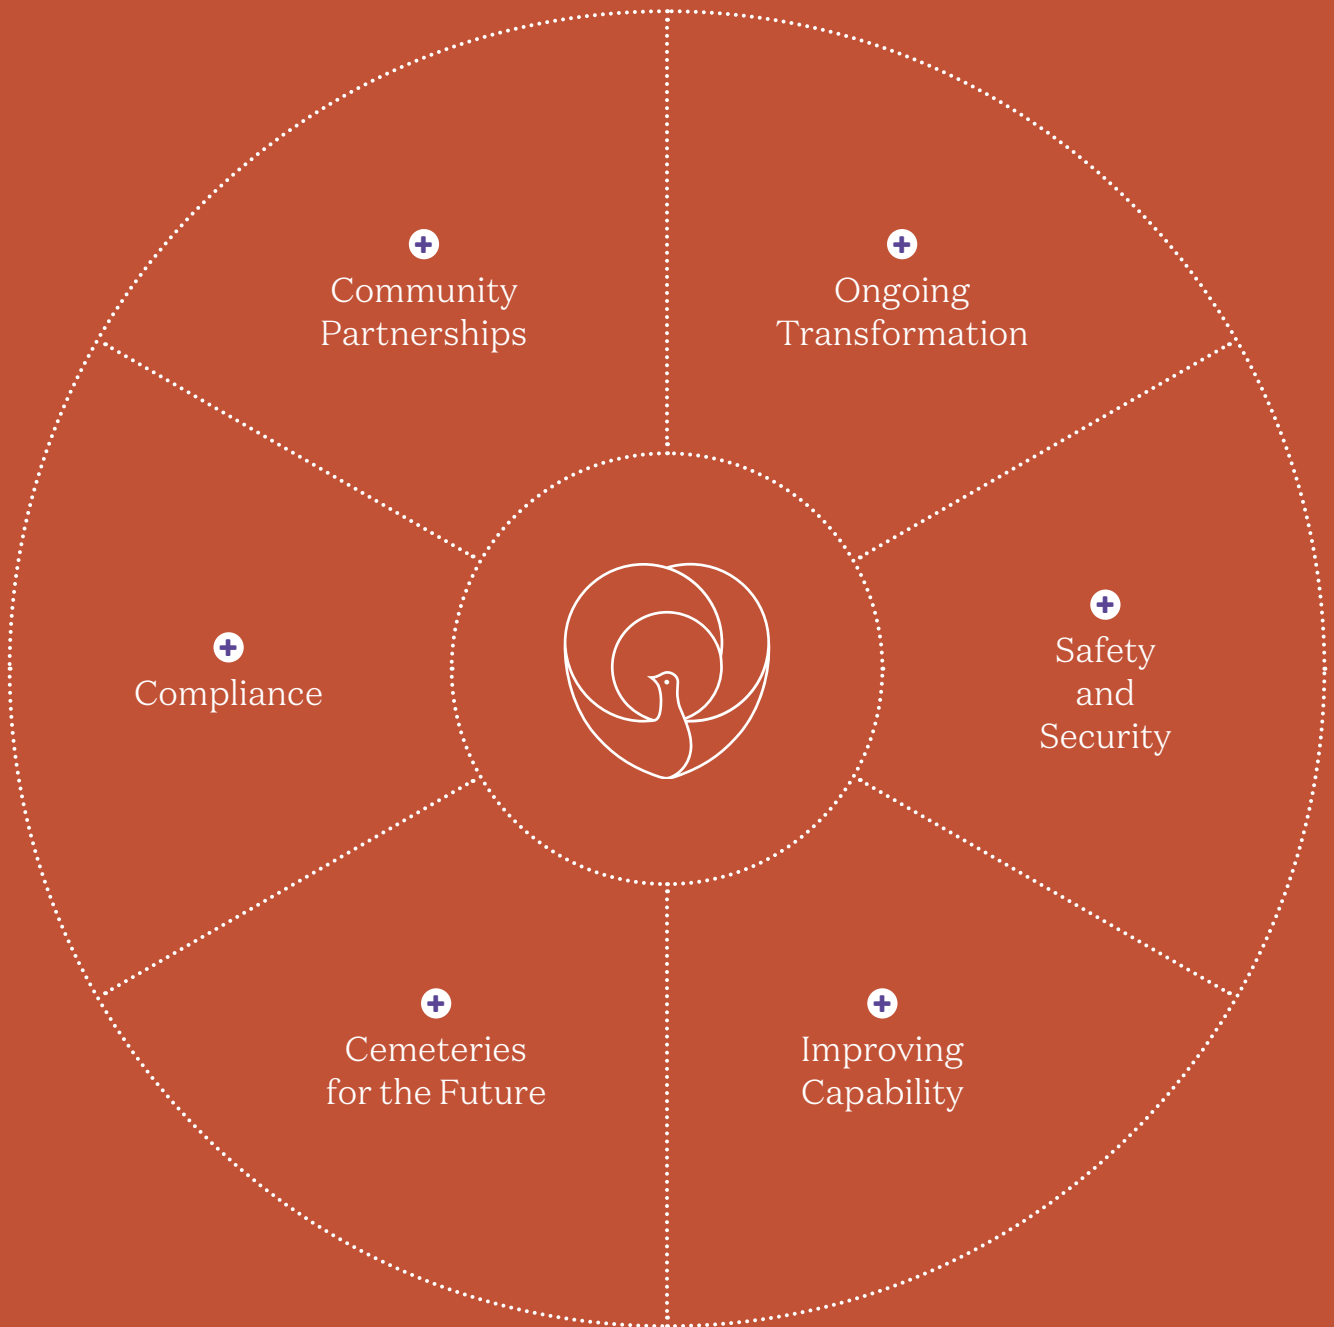 Community
Partnerships
Ongoing
Transformation
Safety
and
Security
Compliance
Cemeteries
for the Future
Improving
Capability